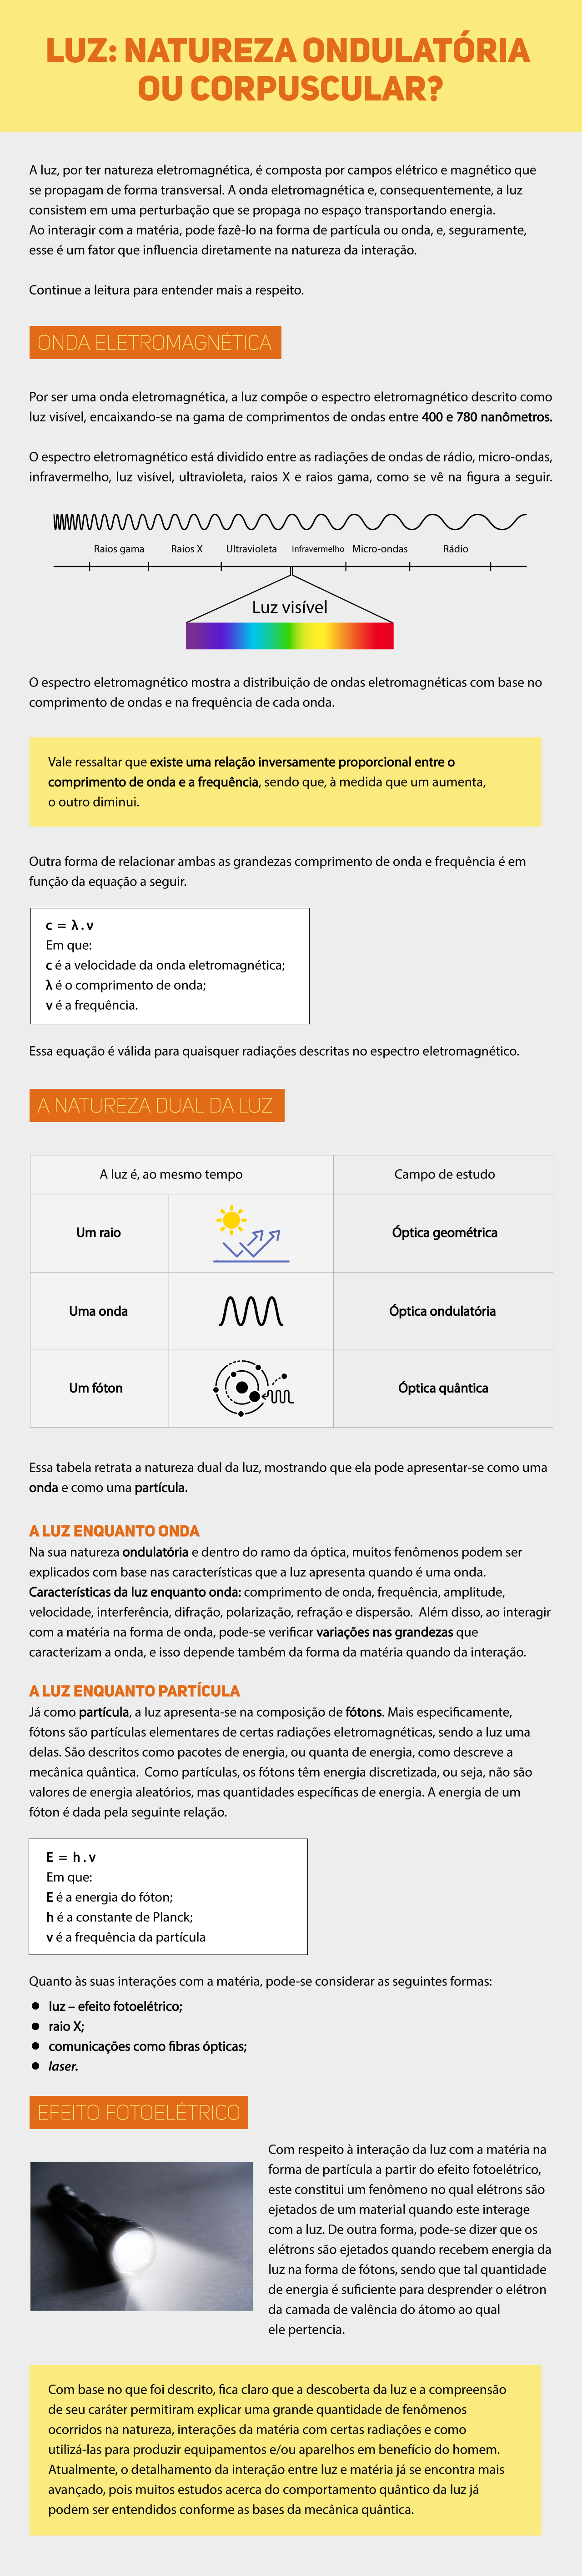 LUZ: NATUREZA ONDULATÓRIA
OU CORPUSCULAR?
A luz, por ter natureza eletromagnética, é composta por campos elétrico e magnético que
se propagam de forma transversal. A onda eletromagnética e, consequentemente, a luz
consistem em uma perturbação que se propaga no espaço transportando energia.
Ao interagir com a matéria, pode fazê-lo na forma de partícula ou onda, e, seguramente,
esse é um fator que influencia diretamente na natureza da interação.
Continue a leitura para entender mais a respeito.
ONDA ELETROMAGNÉTICA
Por ser uma onda eletromagnética, a luz compõe o espectro eletromagnético descrito como
luz visível, encaixando-se na gama de comprimentos de ondas entre 400 e 780 nanômetros.
O espectro eletromagnético está dividido entre as radiações de ondas de rádio, micro-ondas,
infravermelho, luz visível, ultravioleta, raios X e raios gama, como se vê na figura a seguir.
Raios gama Raios X Ultravioleta Infravermelho Micro-ondas Rádio
Luz visível
O espectro eletromagnético mostra a distribuição de ondas eletromagnéticas com base no
comprimento de ondas e na frequência de cada onda.
Vale ressaltar que existe uma relação inversamente proporcional entre o
comprimento de onda e a frequência, sendo que, à medida que um aumenta,
o outro diminui.
Outra forma de relacionar ambas as grandezas comprimento de onda e frequência é em
função da equação a seguir.
c = λ . ν
Em que:
c é a velocidade da onda eletromagnética;
λ é o comprimento de onda;
ν é a frequência.
Essa equação é válida para quaisquer radiações descritas no espectro eletromagnético.
A NATUREZA DUAL DA LUZ
A luz é, ao mesmo tempo Campo de estudo
Um raio Óptica geométrica
Uma onda Óptica ondulatória
Um fóton Óptica quântica
Essa tabela retrata a natureza dual da luz, mostrando que ela pode apresentar-se como uma
onda e como uma partícula.
A LUZ ENQUANTO ONDA
Na sua natureza ondulatória e dentro do ramo da óptica, muitos fenômenos podem ser
explicados com base nas características que a luz apresenta quando é uma onda.
Características da luz enquanto onda: comprimento de onda, frequência, amplitude,
velocidade, interferência, difração, polarização, refração e dispersão. Além disso, ao interagir
com a matéria na forma de onda, pode-se verificar variações nas grandezas que
caracterizam a onda, e isso depende também da forma da matéria quando da interação.
A LUZ ENQUANTO PARTÍCULA
Já como partícula, a luz apresenta-se na composição de fótons. Mais especificamente,
fótons são partículas elementares de certas radiações eletromagnéticas, sendo a luz uma
delas. São descritos como pacotes de energia, ou quanta de energia, como descreve a
mecânica quântica. Como partículas, os fótons têm energia discretizada, ou seja, não são
valores de energia aleatórios, mas quantidades específicas de energia. A energia de um
fóton é dada pela seguinte relação.
E = h . ν
Em que:
E é a energia do fóton;
h é a constante de Planck;
ν é a frequência da partícula
Quanto às suas interações com a matéria, pode-se considerar as seguintes formas:
● luz – efeito fotoelétrico;
● raio X;
● comunicações como fibras ópticas;
● laser.
EFEITO FOTOELÉTRICO
Com respeito à interação da luz com a matéria na
forma de partícula a partir do efeito fotoelétrico,
este constitui um fenômeno no qual elétrons são
ejetados de um material quando este interage
com a luz. De outra forma, pode-se dizer que os
elétrons são ejetados quando recebem energia da
luz na forma de fótons, sendo que tal quantidade
de energia é suficiente para desprender o elétron
da camada de valência do átomo ao qual
ele pertencia.
Com base no que foi descrito, fica claro que a descoberta da luz e a compreensão
de seu caráter permitiram explicar uma grande quantidade de fenômenos
ocorridos na natureza, interações da matéria com certas radiações e como
utilizá-las para produzir equipamentos e/ou aparelhos em benefício do homem.
Atualmente, o detalhamento da interação entre luz e matéria já se encontra mais
avançado, pois muitos estudos acerca do comportamento quântico da luz já
podem ser entendidos conforme as bases da mecânica quântica.